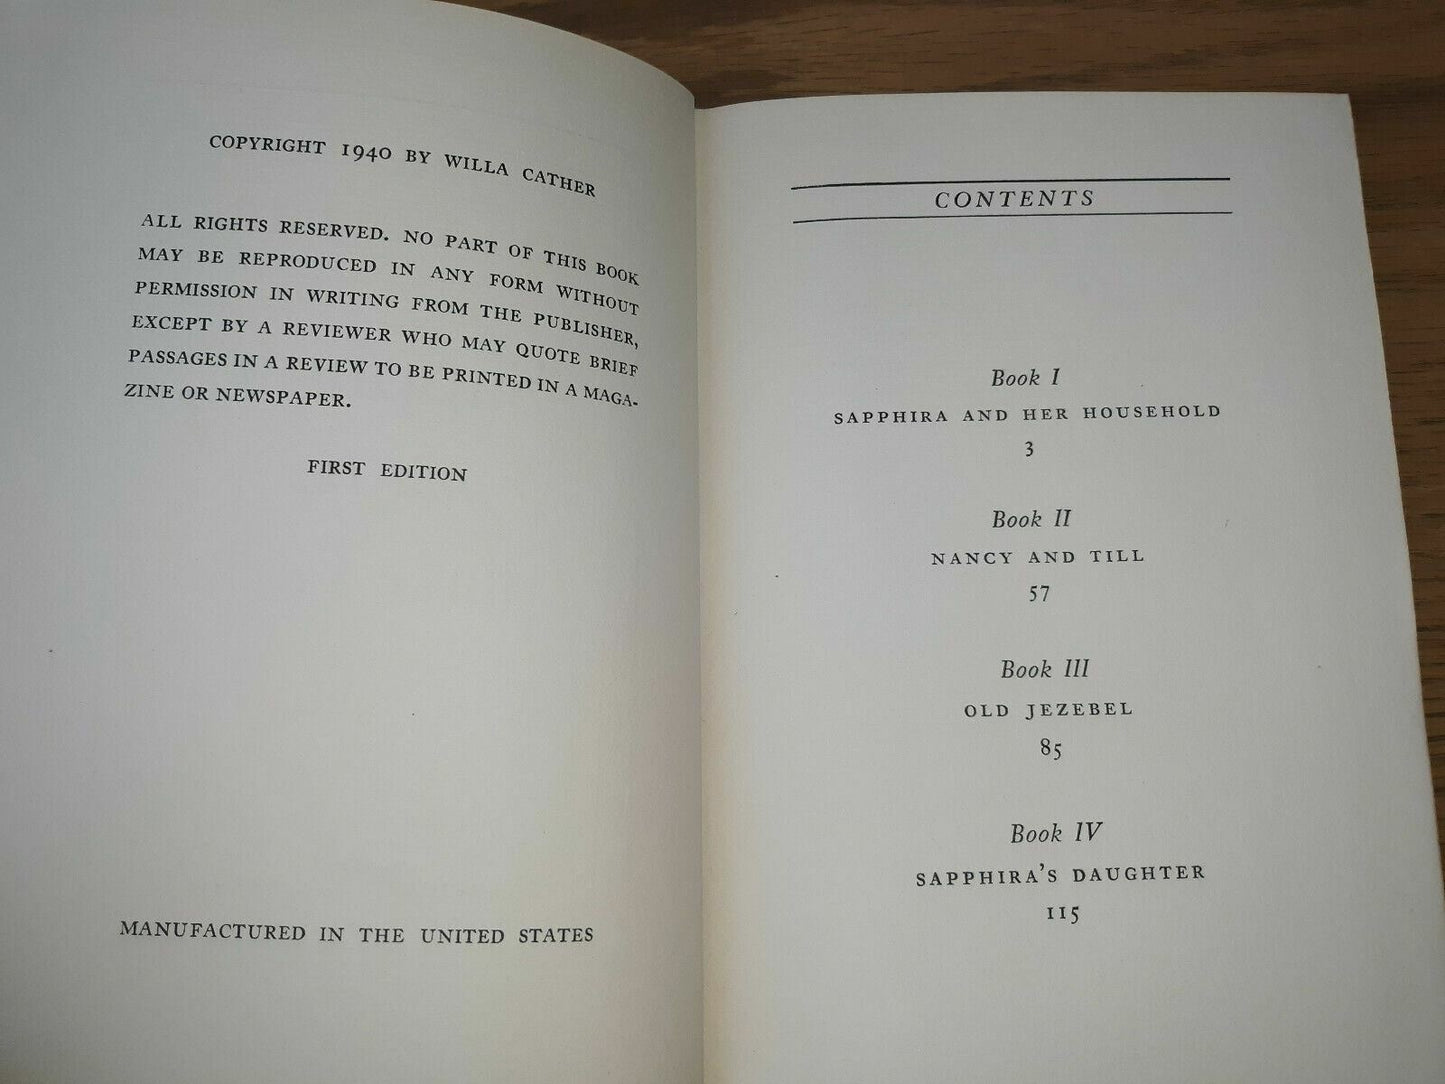 COPYRIGHT 1940 BY WILLA CATHER
ALL RIGHTS RESERVED. NO PART OF THIS BOOK
MAY BE REPRODUCED IN ANY FORM WITHOUT
PERMISSION IN WRITING FROM THE PUBLISHER,
EXCEPT BY A REVIEWER WHO MAY QUOTE BRIEF
PASSAGES IN A REVIEW TO BE PRINTED IN A MAGA-
ZINE OR NEWSPAPER.
FIRST EDITION
MANUFACTURED IN THE UNITED STATES
CONTENTS
Book I
SAPPHIRA AND HER HOUSEHOLD
3
Book II
NANCY AND TILL
57
Book III
OLD JEZEBEL
85
Book IV
SAPPHIRA'S DAUGHTER
115